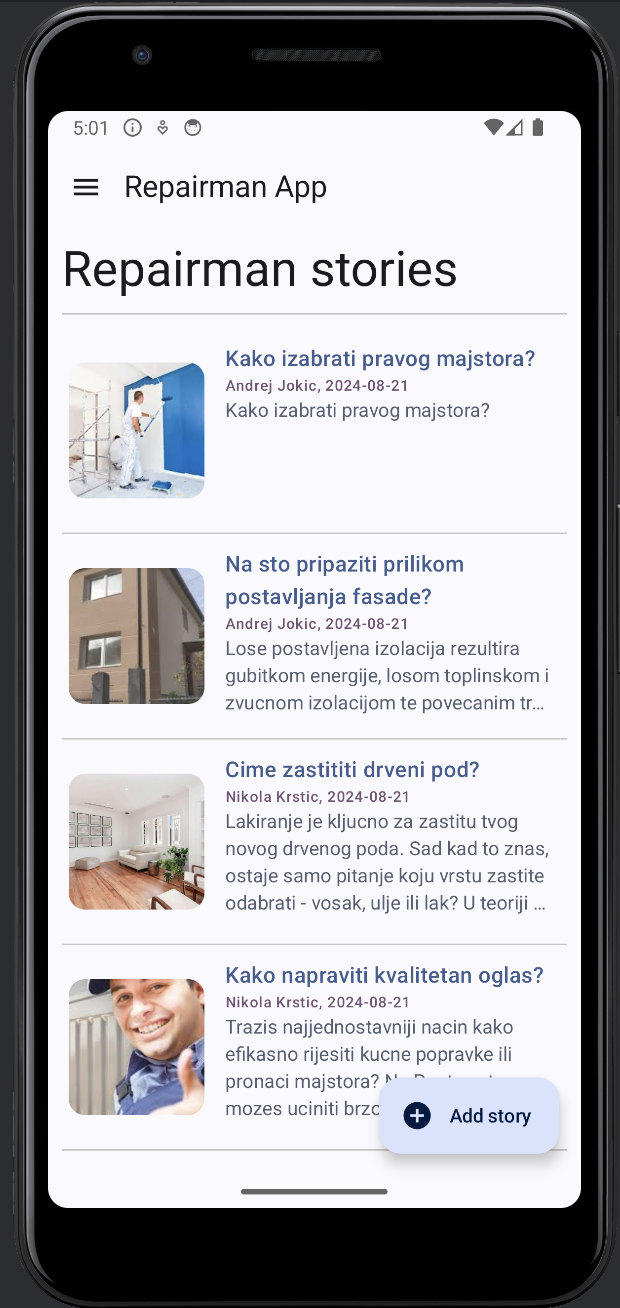 5:01
Repairman App
Repairman stories
Kako izabrati pravog majstora?
Andrej Jokic, 2024-08-21
Kako izabrati pravog majstora?
Na sto pripaziti prilikom
postavljanja fasade?
Andrej Jokic, 2024-08-21
Lose postavljena izolacija rezultira
gubitkom energije, losom toplinskom i
zvucnom izolacijom te povecanim tr...
Cime zastititi drveni pod?
Nikola Krstic, 2024-08-21
Lakiranje je kljucno za zastitu tvog
novog drvenog poda. Sad kad to znas,
ostaje samo pitanje koju vrstu zastite
odabrati - vosak, ulje ili lak? U teoriji ...
Kako napraviti kvalitetan oglas?
Nikola Krstic, 2024-08-21
Trazis najjednostavniji nacin kako
efikasno rijesiti kucne popravke ili
pronaci majstora?
mozes uciniti
Add story